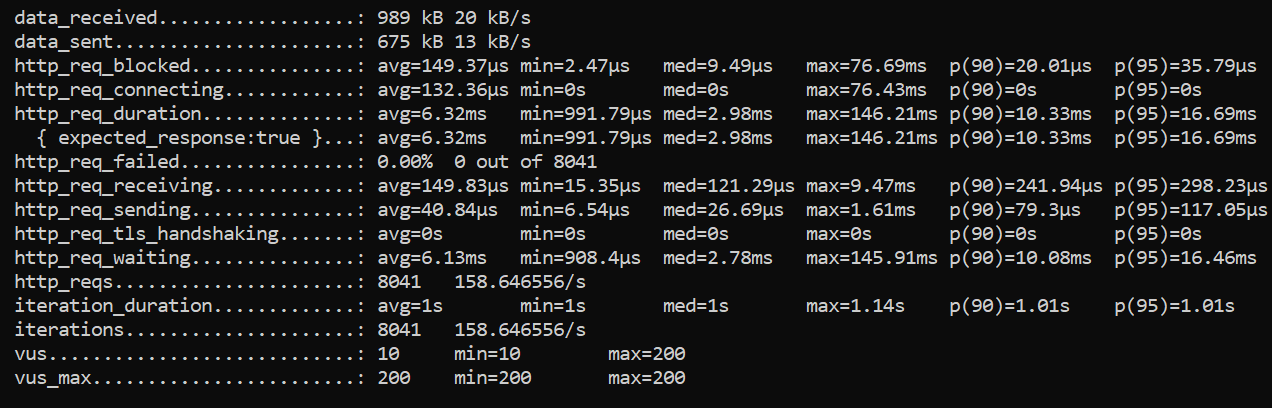 data_received..................: 989 kB 20 kB/s
data_sent......................: 675 kB 13 kB/s
http_req_blocked...............: avg=149.37µs min=2.47µs   med=9.49µs   max=76.69ms  p(90)=20.01µs  p(95)=35.79µs
http_req_connecting............: avg=132.36µs min=0s       med=0s       max=76.43ms  p(90)=0s       p(95)=0s
http_req_duration..............: avg=6.32ms   min=991.79µs med=2.98ms   max=146.21ms p(90)=10.33ms  p(95)=16.69ms
  { expected_response:true }...: avg=6.32ms   min=991.79µs med=2.98ms   max=146.21ms p(90)=10.33ms  p(95)=16.69ms
http_req_failed................: 0.00%  0 out of 8041
http_req_receiving.............: avg=149.83µs min=15.35µs  med=121.29µs max=9.47ms   p(90)=241.94µs p(95)=298.23µs
http_req_sending...............: avg=40.84µs  min=6.54µs   med=26.69µs  max=1.61ms   p(90)=79.3µs   p(95)=117.05µs
http_req_tls_handshaking.......: avg=0s       min=0s       med=0s       max=0s       p(90)=0s       p(95)=0s
http_req_waiting...............: avg=6.13ms   min=908.4µs  med=2.78ms   max=145.91ms p(90)=10.08ms  p(95)=16.46ms
http_reqs......................: 8041   158.646556/s
iteration_duration.............: avg=1s       min=1s       med=1s       max=1.14s    p(90)=1.01s    p(95)=1.01s
iterations.....................: 8041   158.646556/s
vus............................: 10     min=10         max=200
vus_max........................: 200    min=200        max=200